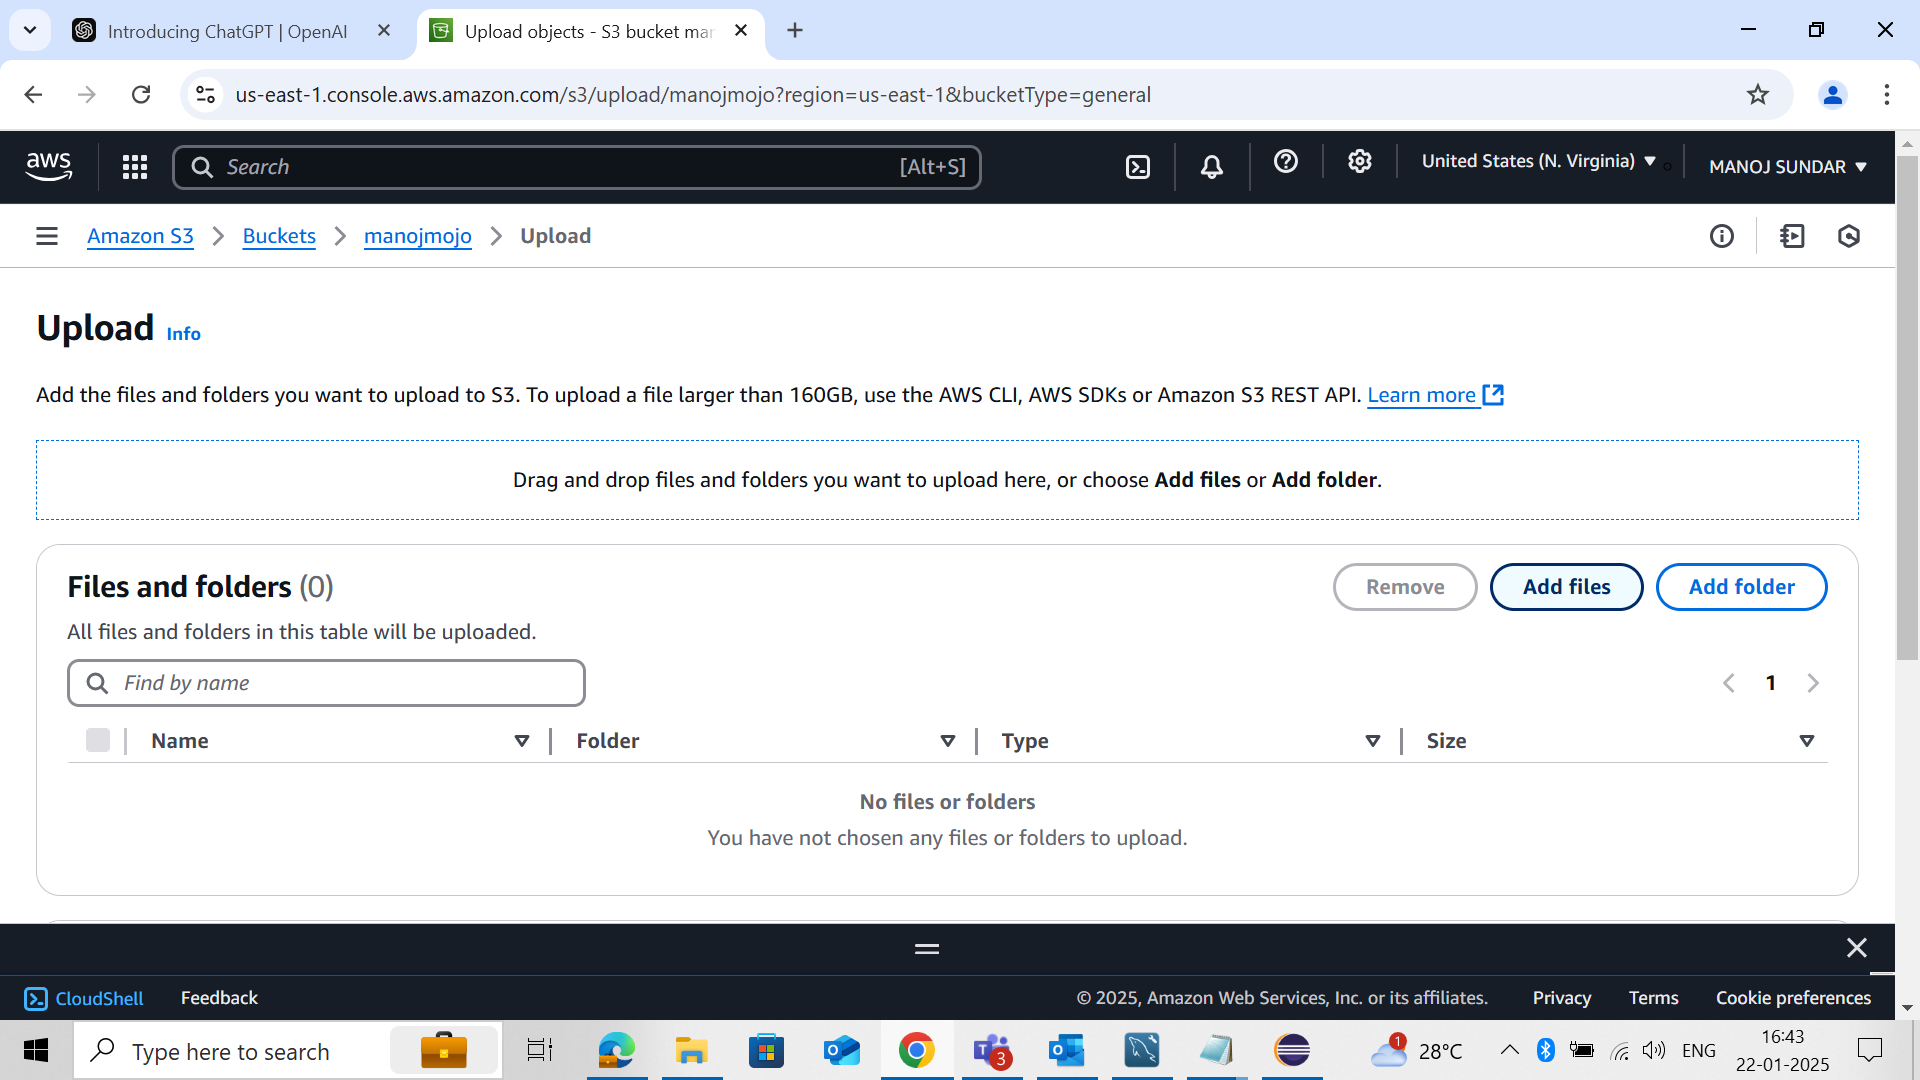 Introducing ChatGPT | OpenAI
Upload objects - S3 bucket mar
us-east-1.console.aws.amazon.com/s3/upload/manojmojo?region=us-east-1&bucketType=general
aws
Search
[Alt+S]
United States (N. Virginia)
MANOJ SUNDAR
Amazon S3
Buckets
manojmojo
Upload
Upload Info
Add the files and folders you want to upload to S3. To upload a file larger than 160GB, use the AWS CLI, AWS SDKs or Amazon S3 REST API. Learn more
Drag and drop files and folders you want to upload here, or choose Add files or Add folder.
Files and folders (0)
Remove
Add files
Add folder
All files and folders in this table will be uploaded.
Find by name
1
Name
Folder
Type
Size
No files or folders
You have not chosen any files or folders to upload.
CloudShell
Feedback
© 2025, Amazon Web Services, Inc. or its affiliates.
Privacy
Terms
Cookie preferences
Type here to search
3
1
28°C
ENG
16:43
22-01-2025